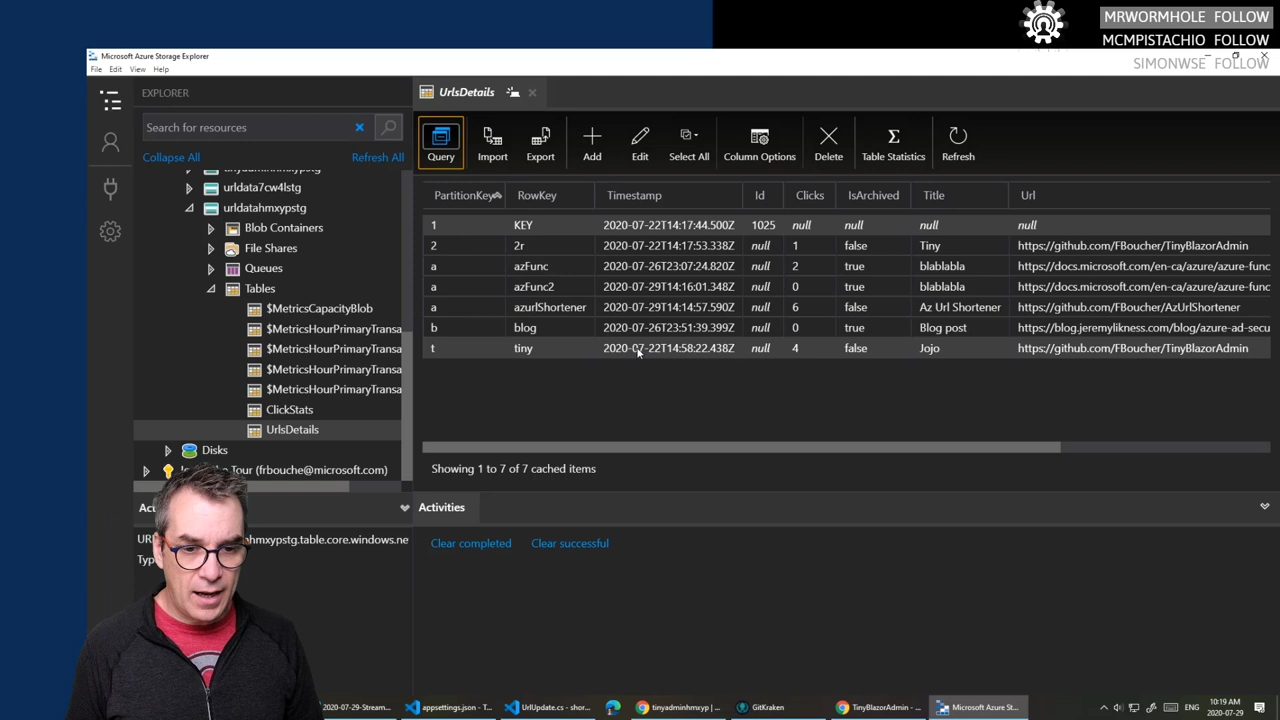 MRWORMHOLE FOLLOW
MCMPISTACHIO FOLLOW
SIMONWSE FOLLOW
Microsoft Azure Storage Explorer
File Edit View Help
EXPLORER
Search for resources
Collapse All Refresh All
urldata7cw4lstg
urldatahmxypstg
Blob Containers
File Shares
Queues
Tables
$MetricsCapacityBlob
$MetricsHourPrimaryTransa
$MetricsHourPrimaryTransa
$MetricsHourPrimaryTransa
$MetricsHourPrimaryTransa
ClickStats
UrlsDetails
Disks
Tour (frbouche@microsoft.com)
UrlsDetails
Query Import Export Add Edit Select All Column Options Delete Table Statistics Refresh
PartitionKey RowKey Timestamp Id Clicks IsArchived Title Url
1 KEY 2020-07-22T14:17:44.500Z 1025 null null null null
2 2r 2020-07-22T14:17:53.338Z null 1 false Tiny https://github.com/FBoucher/TinyBlazorAdmin
a azFunc 2020-07-26T23:07:24.820Z null 2 true blablabla https://docs.microsoft.com/en-ca/azure/azure-func
a azFunc2 2020-07-29T14:16:01.348Z null 0 true blablabla https://docs.microsoft.com/en-ca/azure/azure-func
a azurlShortener 2020-07-29T14:14:57.590Z null 6 false Az Url Shortener https://github.com/FBoucher/AzUrlShortener
b blog 2020-07-26T23:51:39.399Z null 0 true Blog post https://blog.jeremylikness.com/blog/azure-ad-secu
t tiny 2020-07-22T14:58:22.438Z null 4 false Jojo https://github.com/FBoucher/TinyBlazorAdmin
Showing 1 to 7 of 7 cached items
Activities
Clear completed Clear successful
hmxypstg.table.core.windows.ne
2020-07-29-Stream... appsettings.json - T... UrlUpdate.cs - shor... tinyadminhmxyp | ... GitKraken TinyBlazorAdmin - ... Microsoft Azure St...
ENG 10:19 AM
2020-07-29